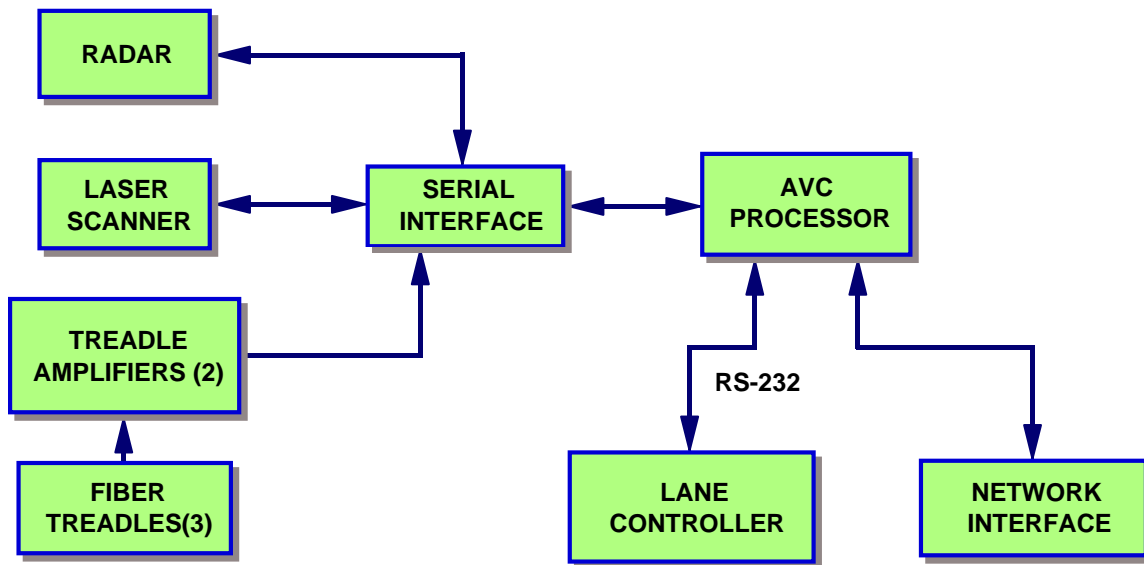 RADAR
LASER
SCANNER
SERIAL
INTERFACE
AVC
PROCESSOR
TREADLE
AMPLIFIERS (2)
RS-232
FIBER
TREADLES(3)
LANE
CONTROLLER
NETWORK
INTERFACE